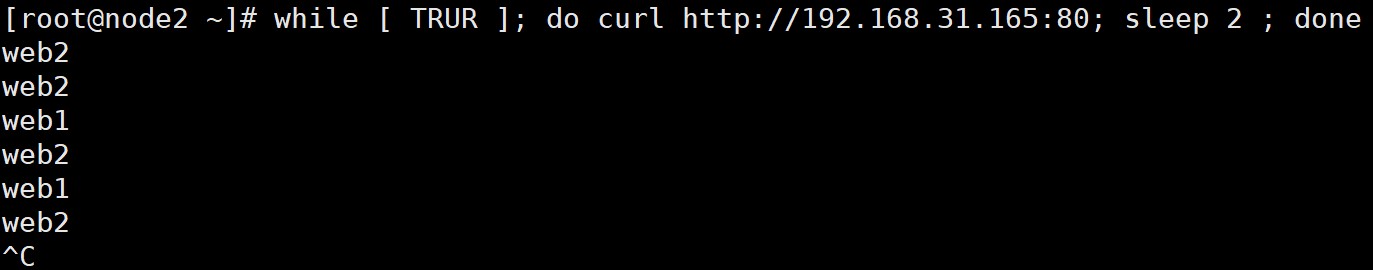 [root@node2 ~]# while [ TRUR ]; do curl http://192.168.31.165:80; sleep 2 ; done
web2
web2
web1
web2
web1
web2
^C